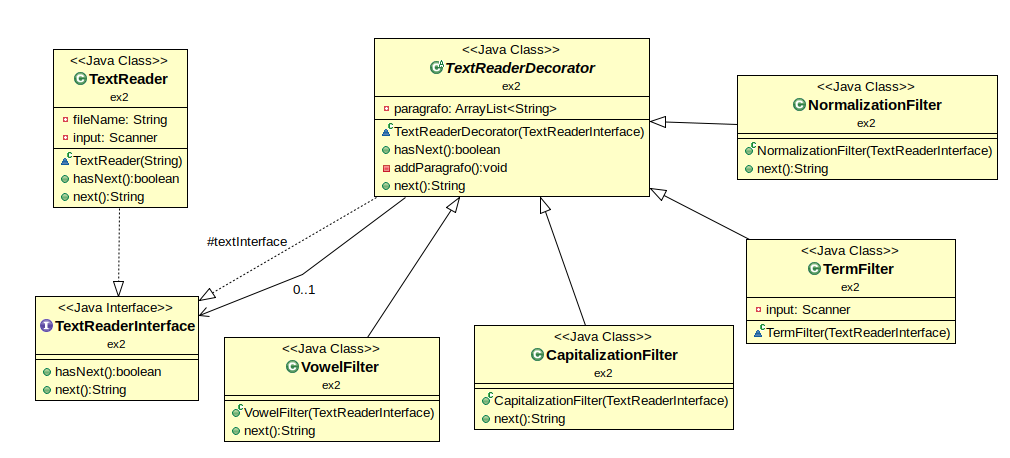 <<Java Class>>
TextReader
ex2
fileName: String
input: Scanner
TextReader(String)
hasNext():boolean
next():String
<<Java Class>>
TextReaderDecorator
ex2
paragrafo: ArrayList<String>
TextReaderDecorator(TextReaderInterface)
hasNext():boolean
addParagrafo():void
next():String
<<Java Class>>
NormalizationFilter
ex2
NormalizationFilter(TextReaderInterface)
next():String
#textInterface
0..1
<<Java Class>>
TermFilter
ex2
input: Scanner
TermFilter(TextReaderInterface)
<<Java Interface>>
TextReaderInterface
ex2
hasNext():boolean
next():String
<<Java Class>>
VowelFilter
ex2
VowelFilter(TextReaderInterface)
next():String
<<Java Class>>
CapitalizationFilter
ex2
CapitalizationFilter(TextReaderInterface)
next():String